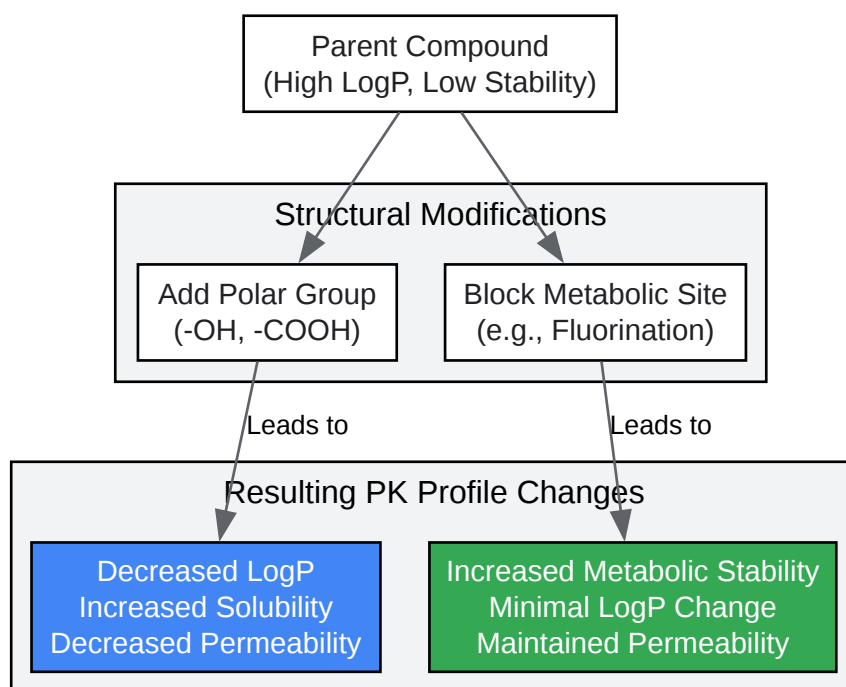 Parent Compound
(High LogP, Low Stability)
Structural Modifications
Add Polar Group
(-OH, -COOH)
Block Metabolic Site
(e.g., Fluorination)
Leads to
Leads to
Resulting PK Profile Changes
Decreased LogP
Increased Solubility
Decreased Permeability
Increased Metabolic Stability
Minimal LogP Change
Maintained Permeability